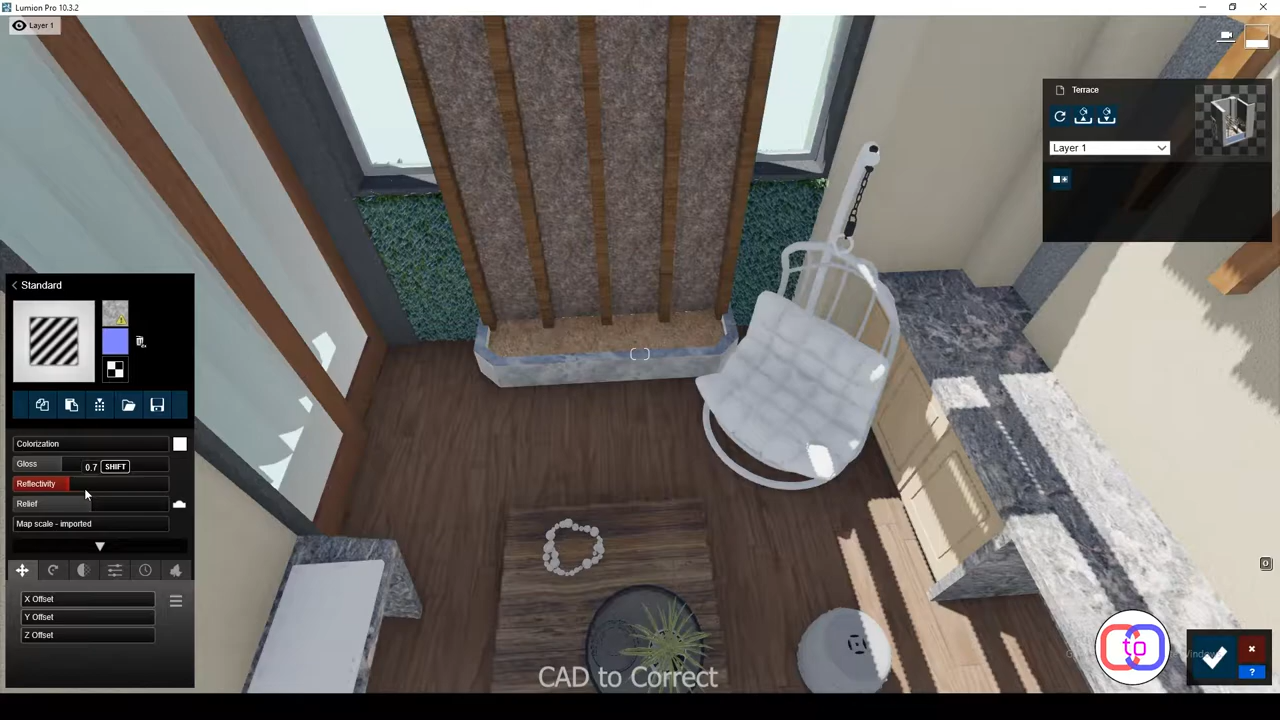 Lumion Pro 10.3.2
Layer 1
Terrace
Layer 1
Standard
Colorization
Gloss
0.7 SHIFT
Reflectivity
Relief
Map scale - imported
X Offset
Y Offset
Z Offset
to
CAD to Correct
?